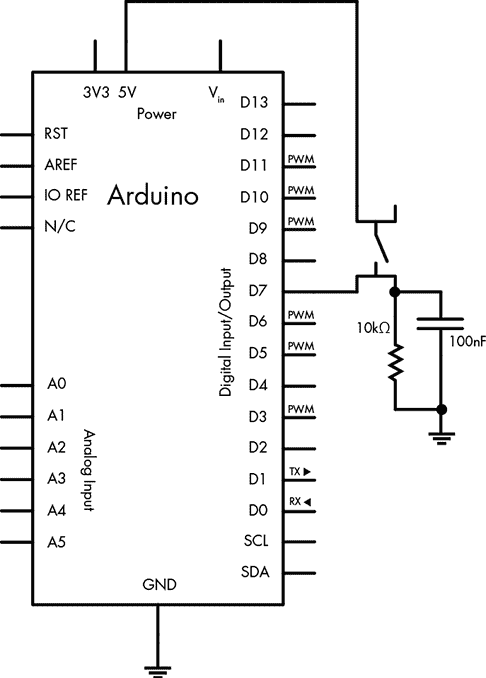 3V3 5V Vin
Power
Arduino
RST
AREF
IO REF
N/C
A0
A1
A2
A3
A4
A5
Analog Input
D13
D12
D11 PWM
D10 PWM
D9 PWM
D8
D7
D6 PWM
D5 PWM
D4
D3 PWM
D2
D1 TX ▶
D0 RX ◀
SCL
SDA
Digital Input/Output
GND
10kΩ
100nF